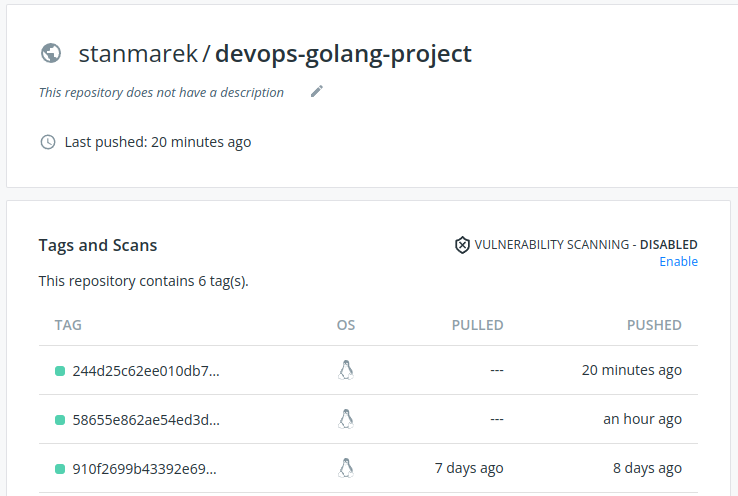 stanmarek / devops-golang-project
This repository does not have a description
Last pushed: 20 minutes ago
Tags and Scans
VULNERABILITY SCANNING - DISABLED
Enable
This repository contains 6 tag(s).
TAG OS PULLED PUSHED
244d25c62ee010db7... --- 20 minutes ago
58655e862ae54ed3d... --- an hour ago
910f2699b43392e69... 7 days ago 8 days ago